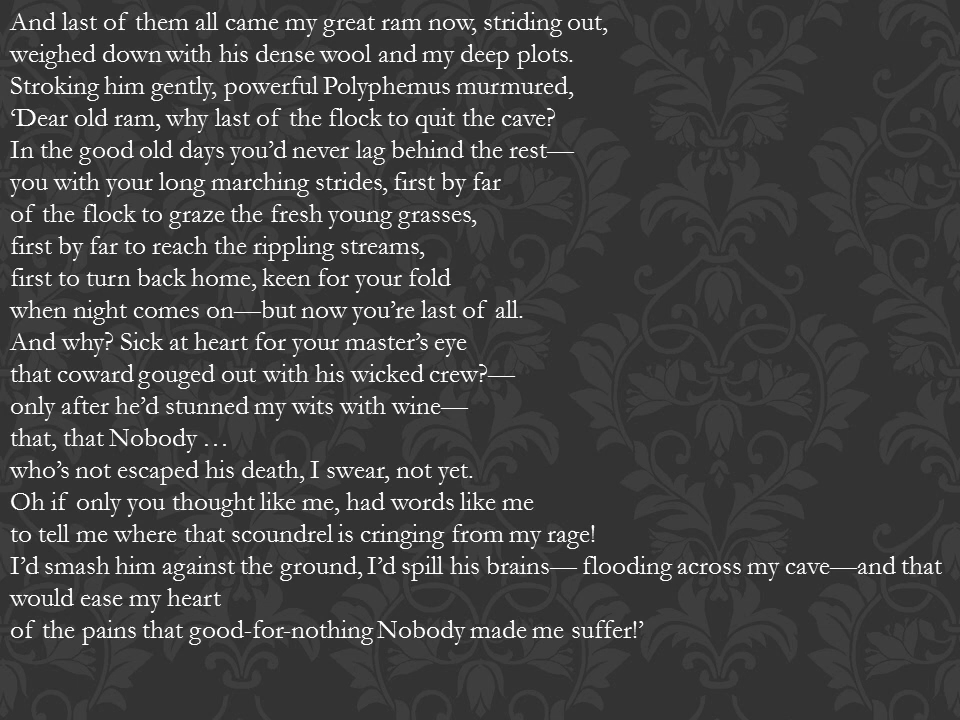 And last of them all came my great ram now, striding out,
weighed down with his dense wool and my deep plots.
Stroking him gently, powerful Polyphemus murmured,
‘Dear old ram, why last of the flock to quit the cave?
In the good old days you’d never lag behind the rest—
you with your long marching strides, first by far
of the flock to graze the fresh young grasses,
first by far to reach the rippling streams,
first to turn back home, keen for your fold
when night comes on—but now you’re last of all.
And why? Sick at heart for your master’s eye
that coward gouged out with his wicked crew?—
only after he’d stunned my wits with wine—
that, that Nobody …
who’s not escaped his death, I swear, not yet.
Oh if only you thought like me, had words like me
to tell me where that scoundrel is cringing from my rage!
I’d smash him against the ground, I’d spill his brains— flooding across my cave—and that
would ease my heart
of the pains that good-for-nothing Nobody made me suffer!’